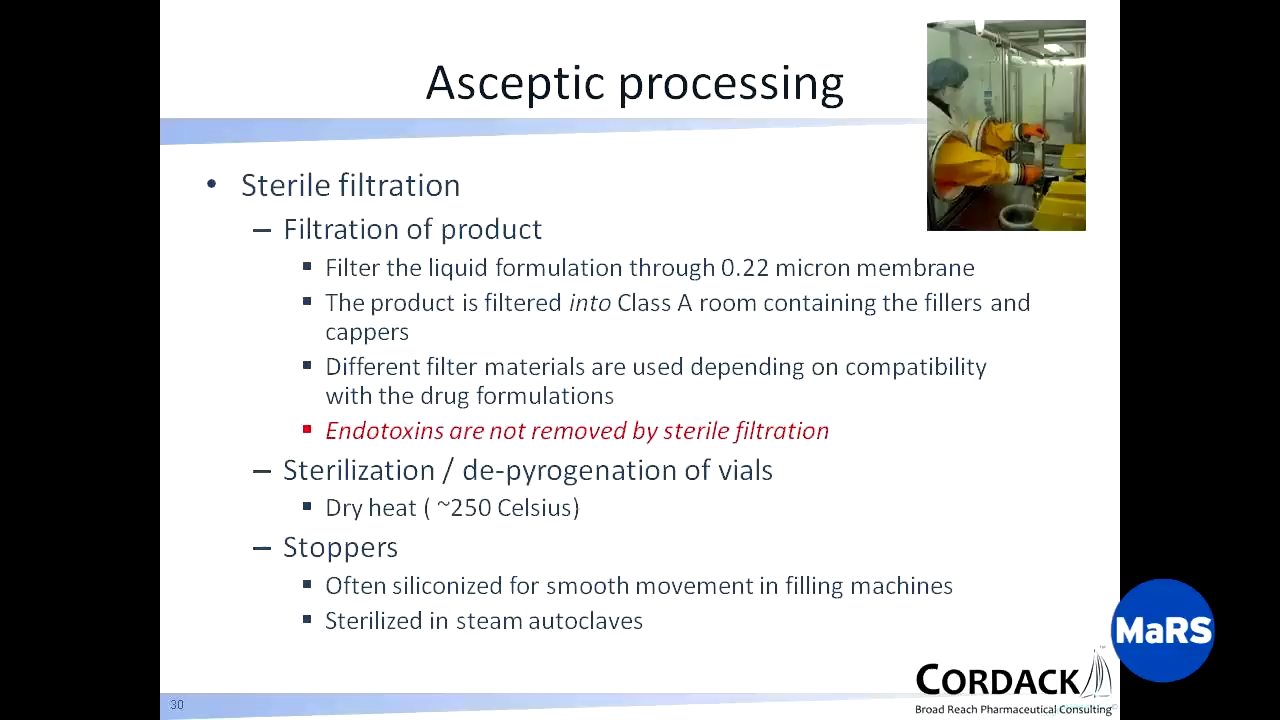 Asceptic processing
• Sterile filtration
– Filtration of product
▪ Filter the liquid formulation through 0.22 micron membrane
▪ The product is filtered into Class A room containing the fillers and
cappers
▪ Different filter materials are used depending on compatibility
with the drug formulations
▪ Endotoxins are not removed by sterile filtration
– Sterilization / de-pyrogenation of vials
▪ Dry heat ( ~250 Celsius)
– Stoppers
▪ Often siliconized for smooth movement in filling machines
▪ Sterilized in steam autoclaves
MaRS
CORDACK™
Broad Reach Pharmaceutical Consulting©
30